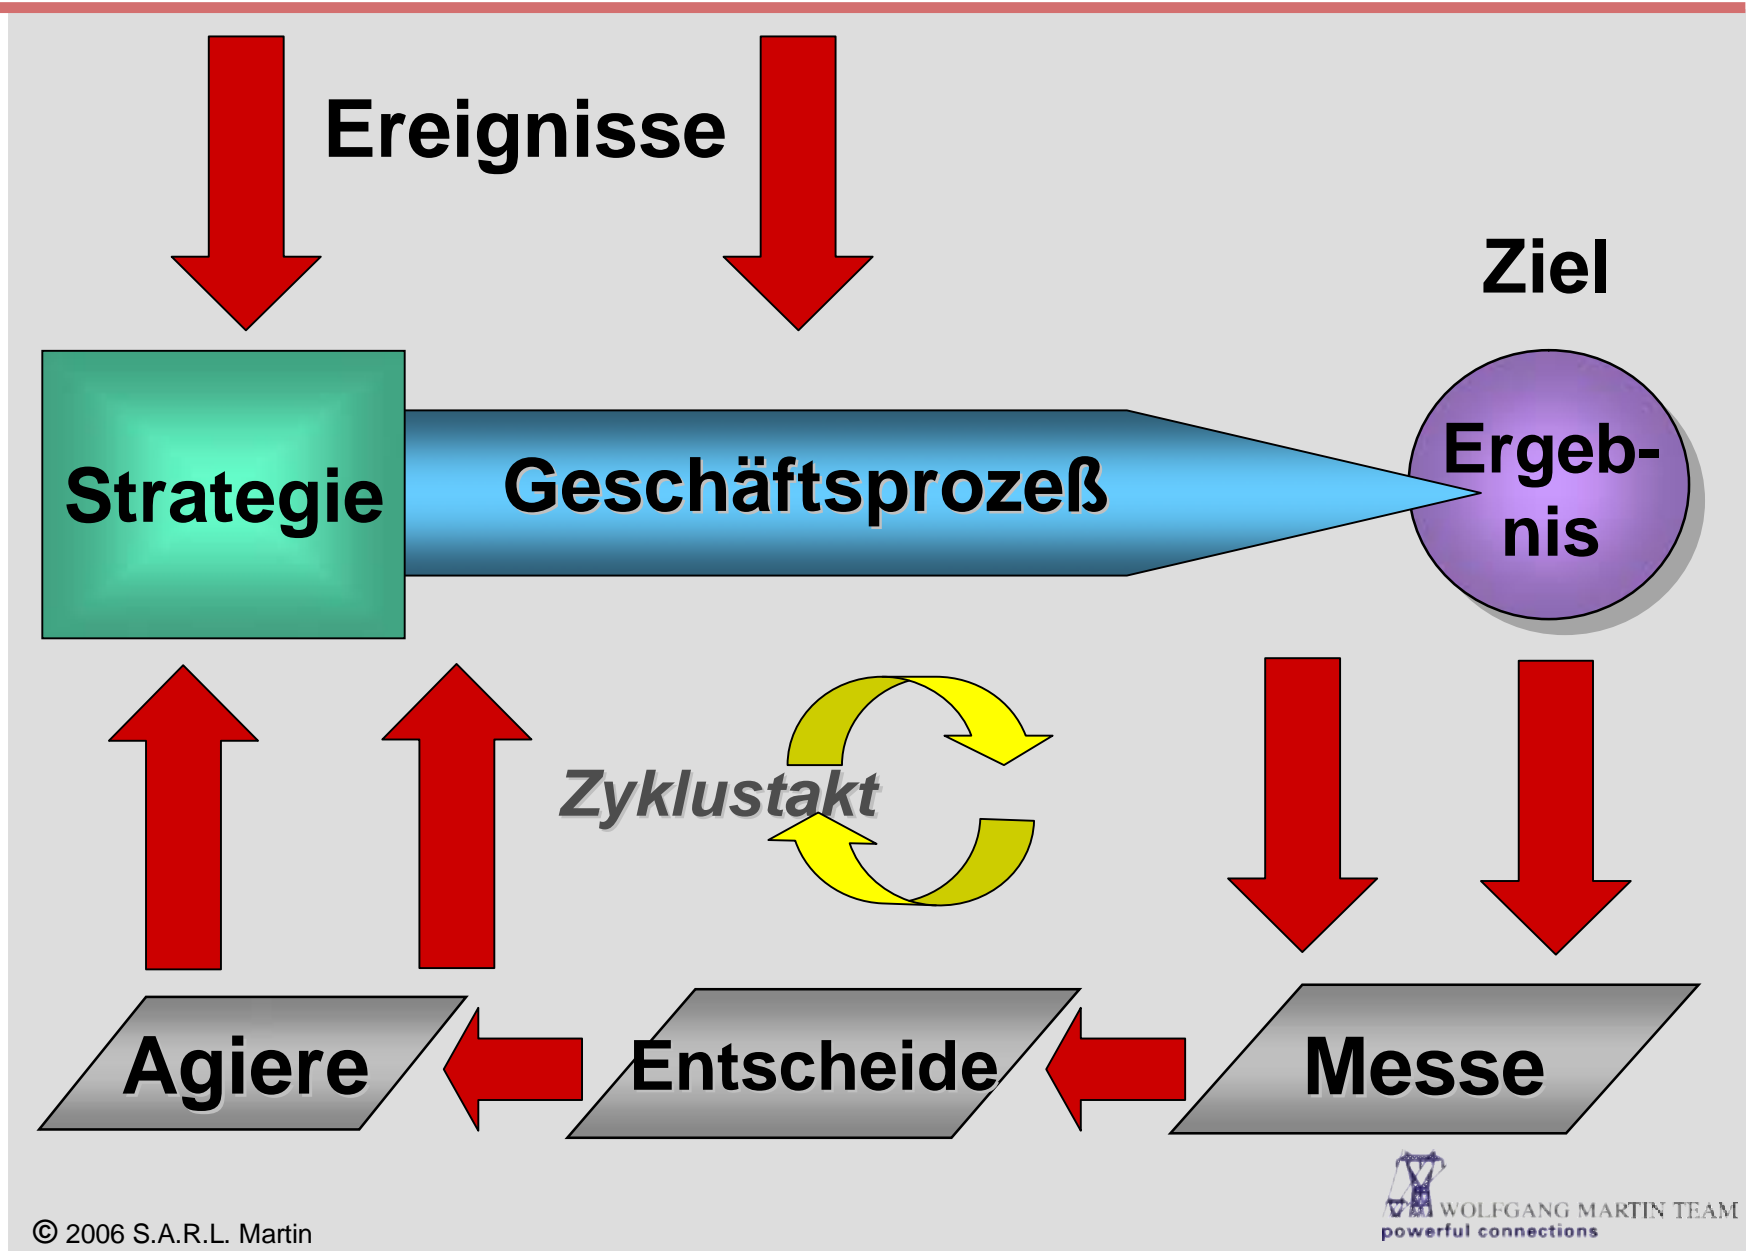 Ereignisse
Ziel
Strategie
Geschäftsprozeß
Ergeb-
nis
Zyklustakt
Agiere
Entscheide
Messe
WOLFGANG MARTIN TEAM
powerful connections
© 2006 S.A.R.L. Martin